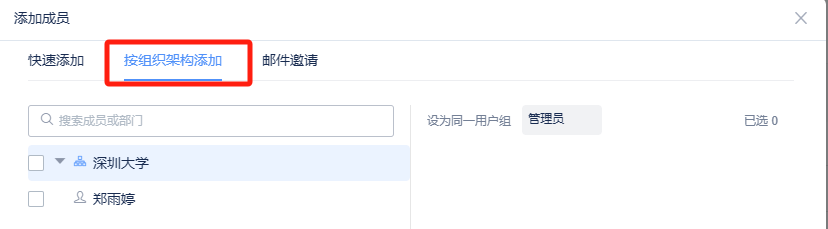 添加成员
快速添加 按组织架构添加 邮件邀请
搜索成员或部门 设为同一用户组 管理员 已选 0
深圳大学
郑雨婷